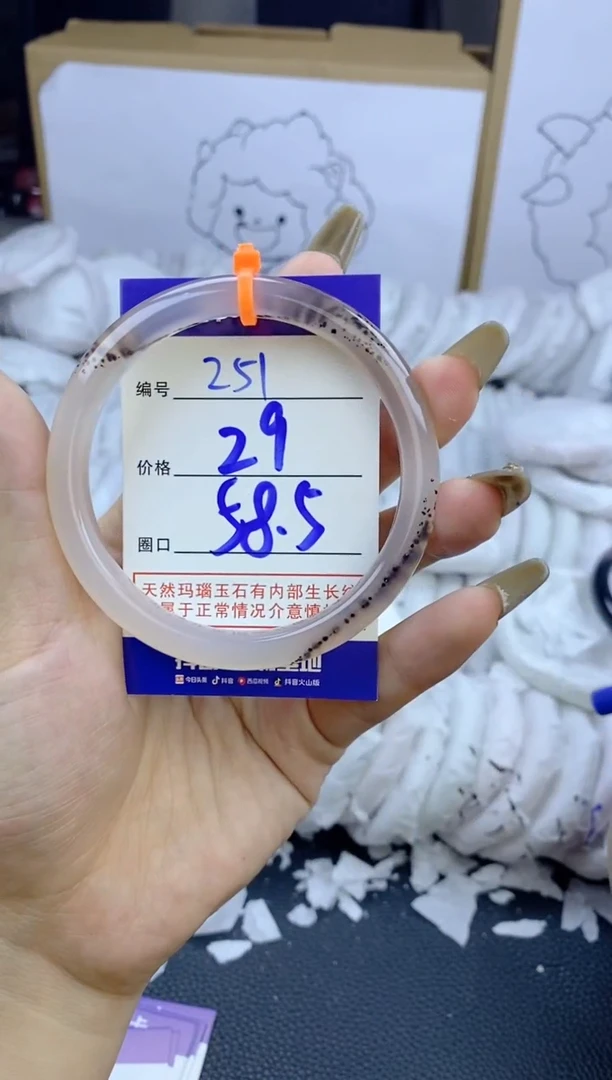 编号 251
价格 29
圈口 58.5
天然玛瑙玉石有内部生长纹
属于正常情况介意慎
今日头条 抖音 西瓜视频 抖音火山版